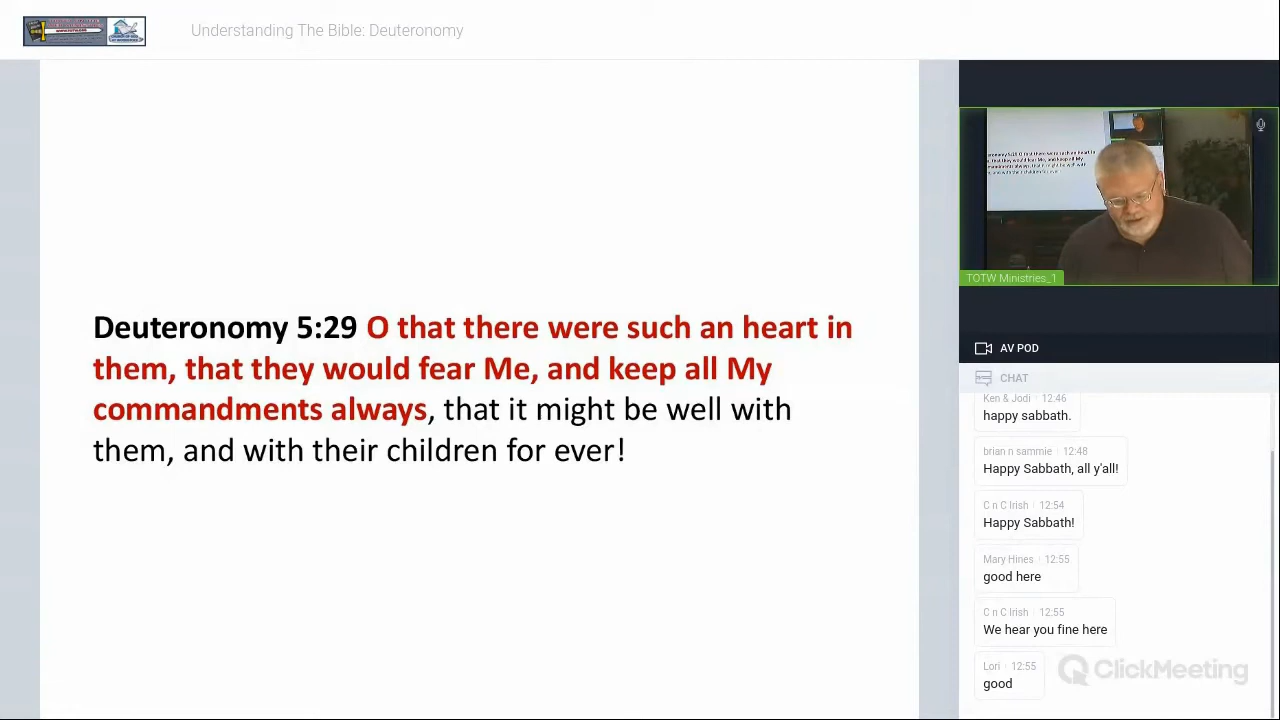 Understanding The Bible: Deuteronomy
Deuteronomy 5:29 O that there were such an heart in
them, that they would fear Me, and keep all My
commandments always, that it might be well with
them, and with their children for ever!
TOTW Ministries_1
AV POD
CHAT
Ken & Jodi 12:46
happy sabbath.
brian n sammie 12:48
Happy Sabbath, all y'all!
C n C Irish 12:54
Happy Sabbath!
Mary Hines 12:55
good here
C n C Irish 12:55
We hear you fine here
Lori 12:55
good
ClickMeeting